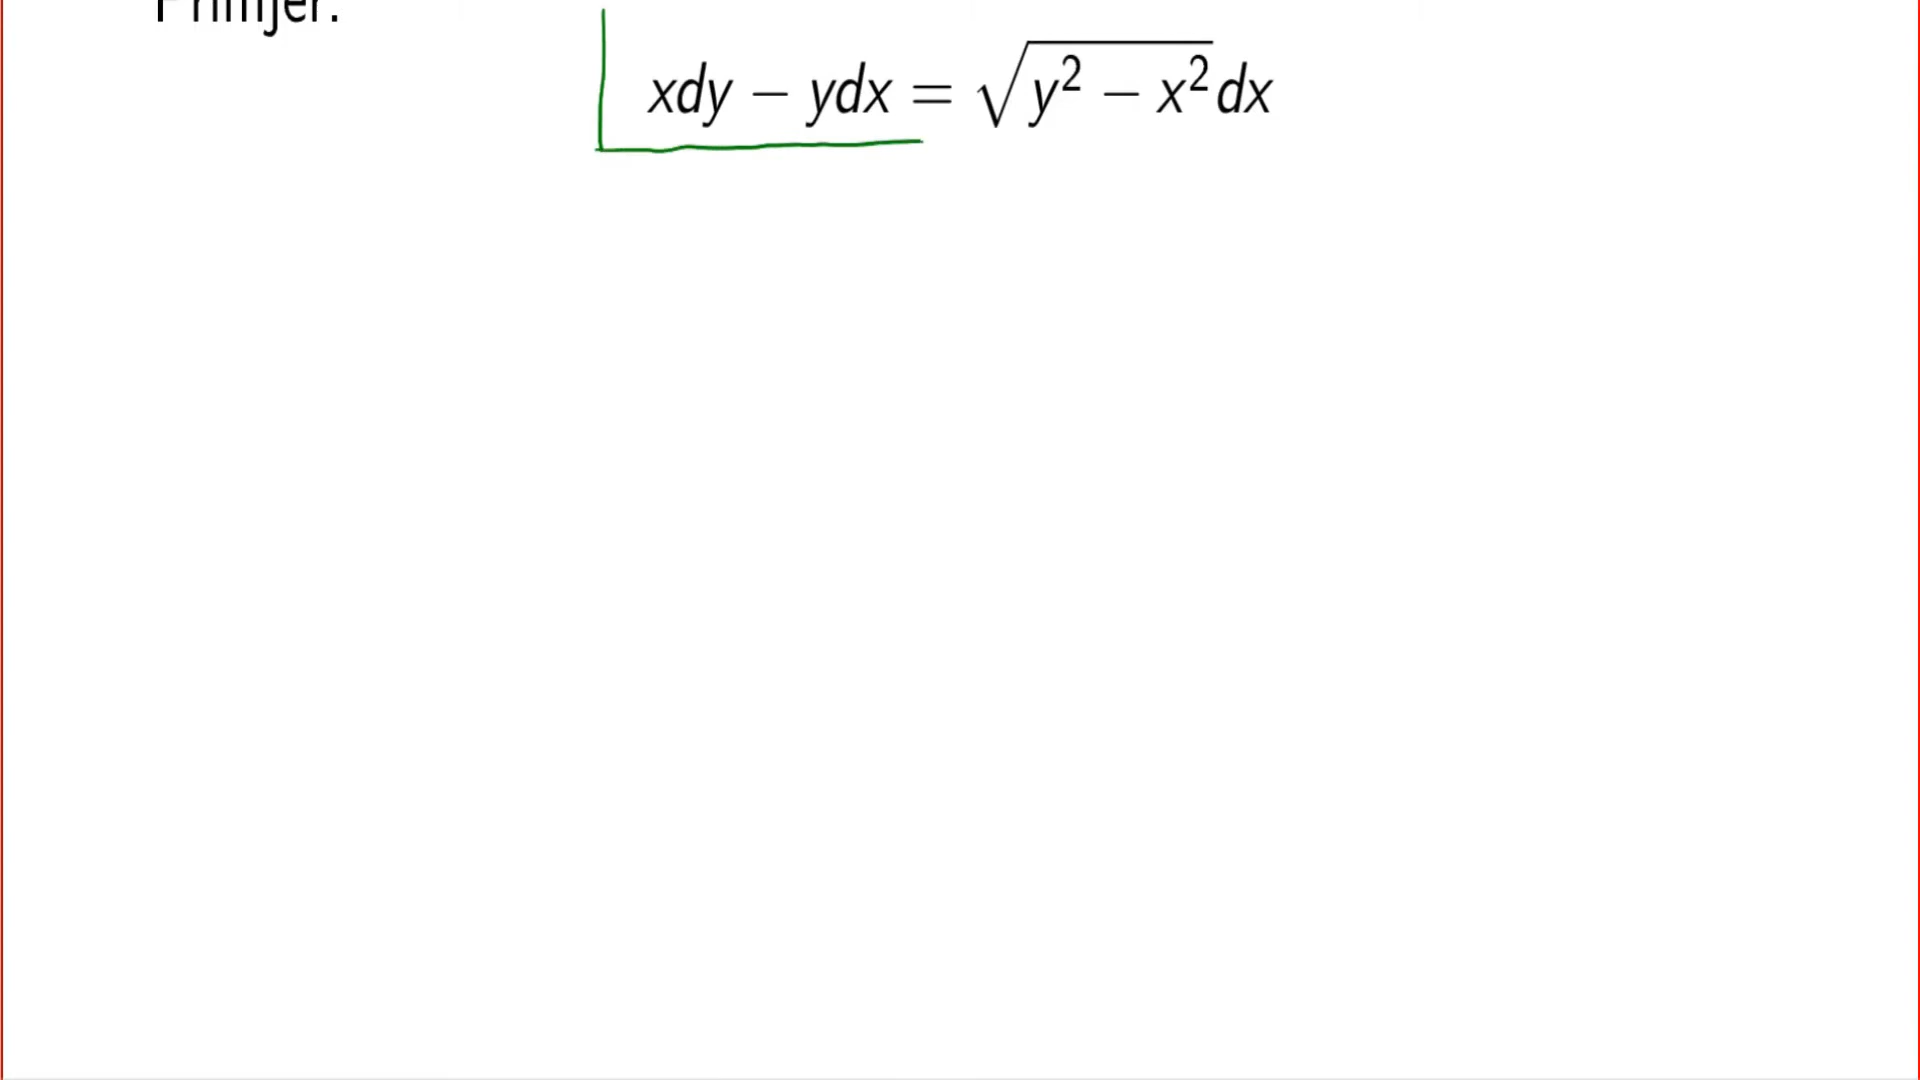 Primjer.
xdy − ydx = √(y² − x²) dx